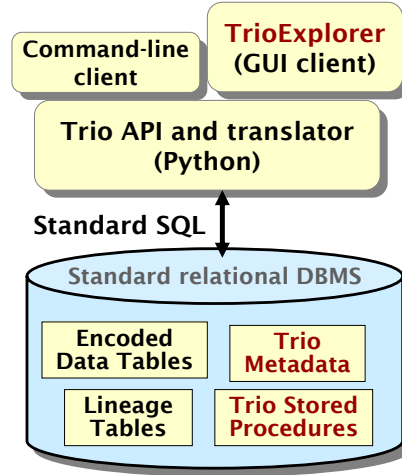 Command-line
client
TrioExplorer
(GUI client)
Trio API and translator
(Python)
Standard SQL
Standard relational DBMS
Encoded
Data Tables
Trio
Metadata
Lineage
Tables
Trio Stored
Procedures